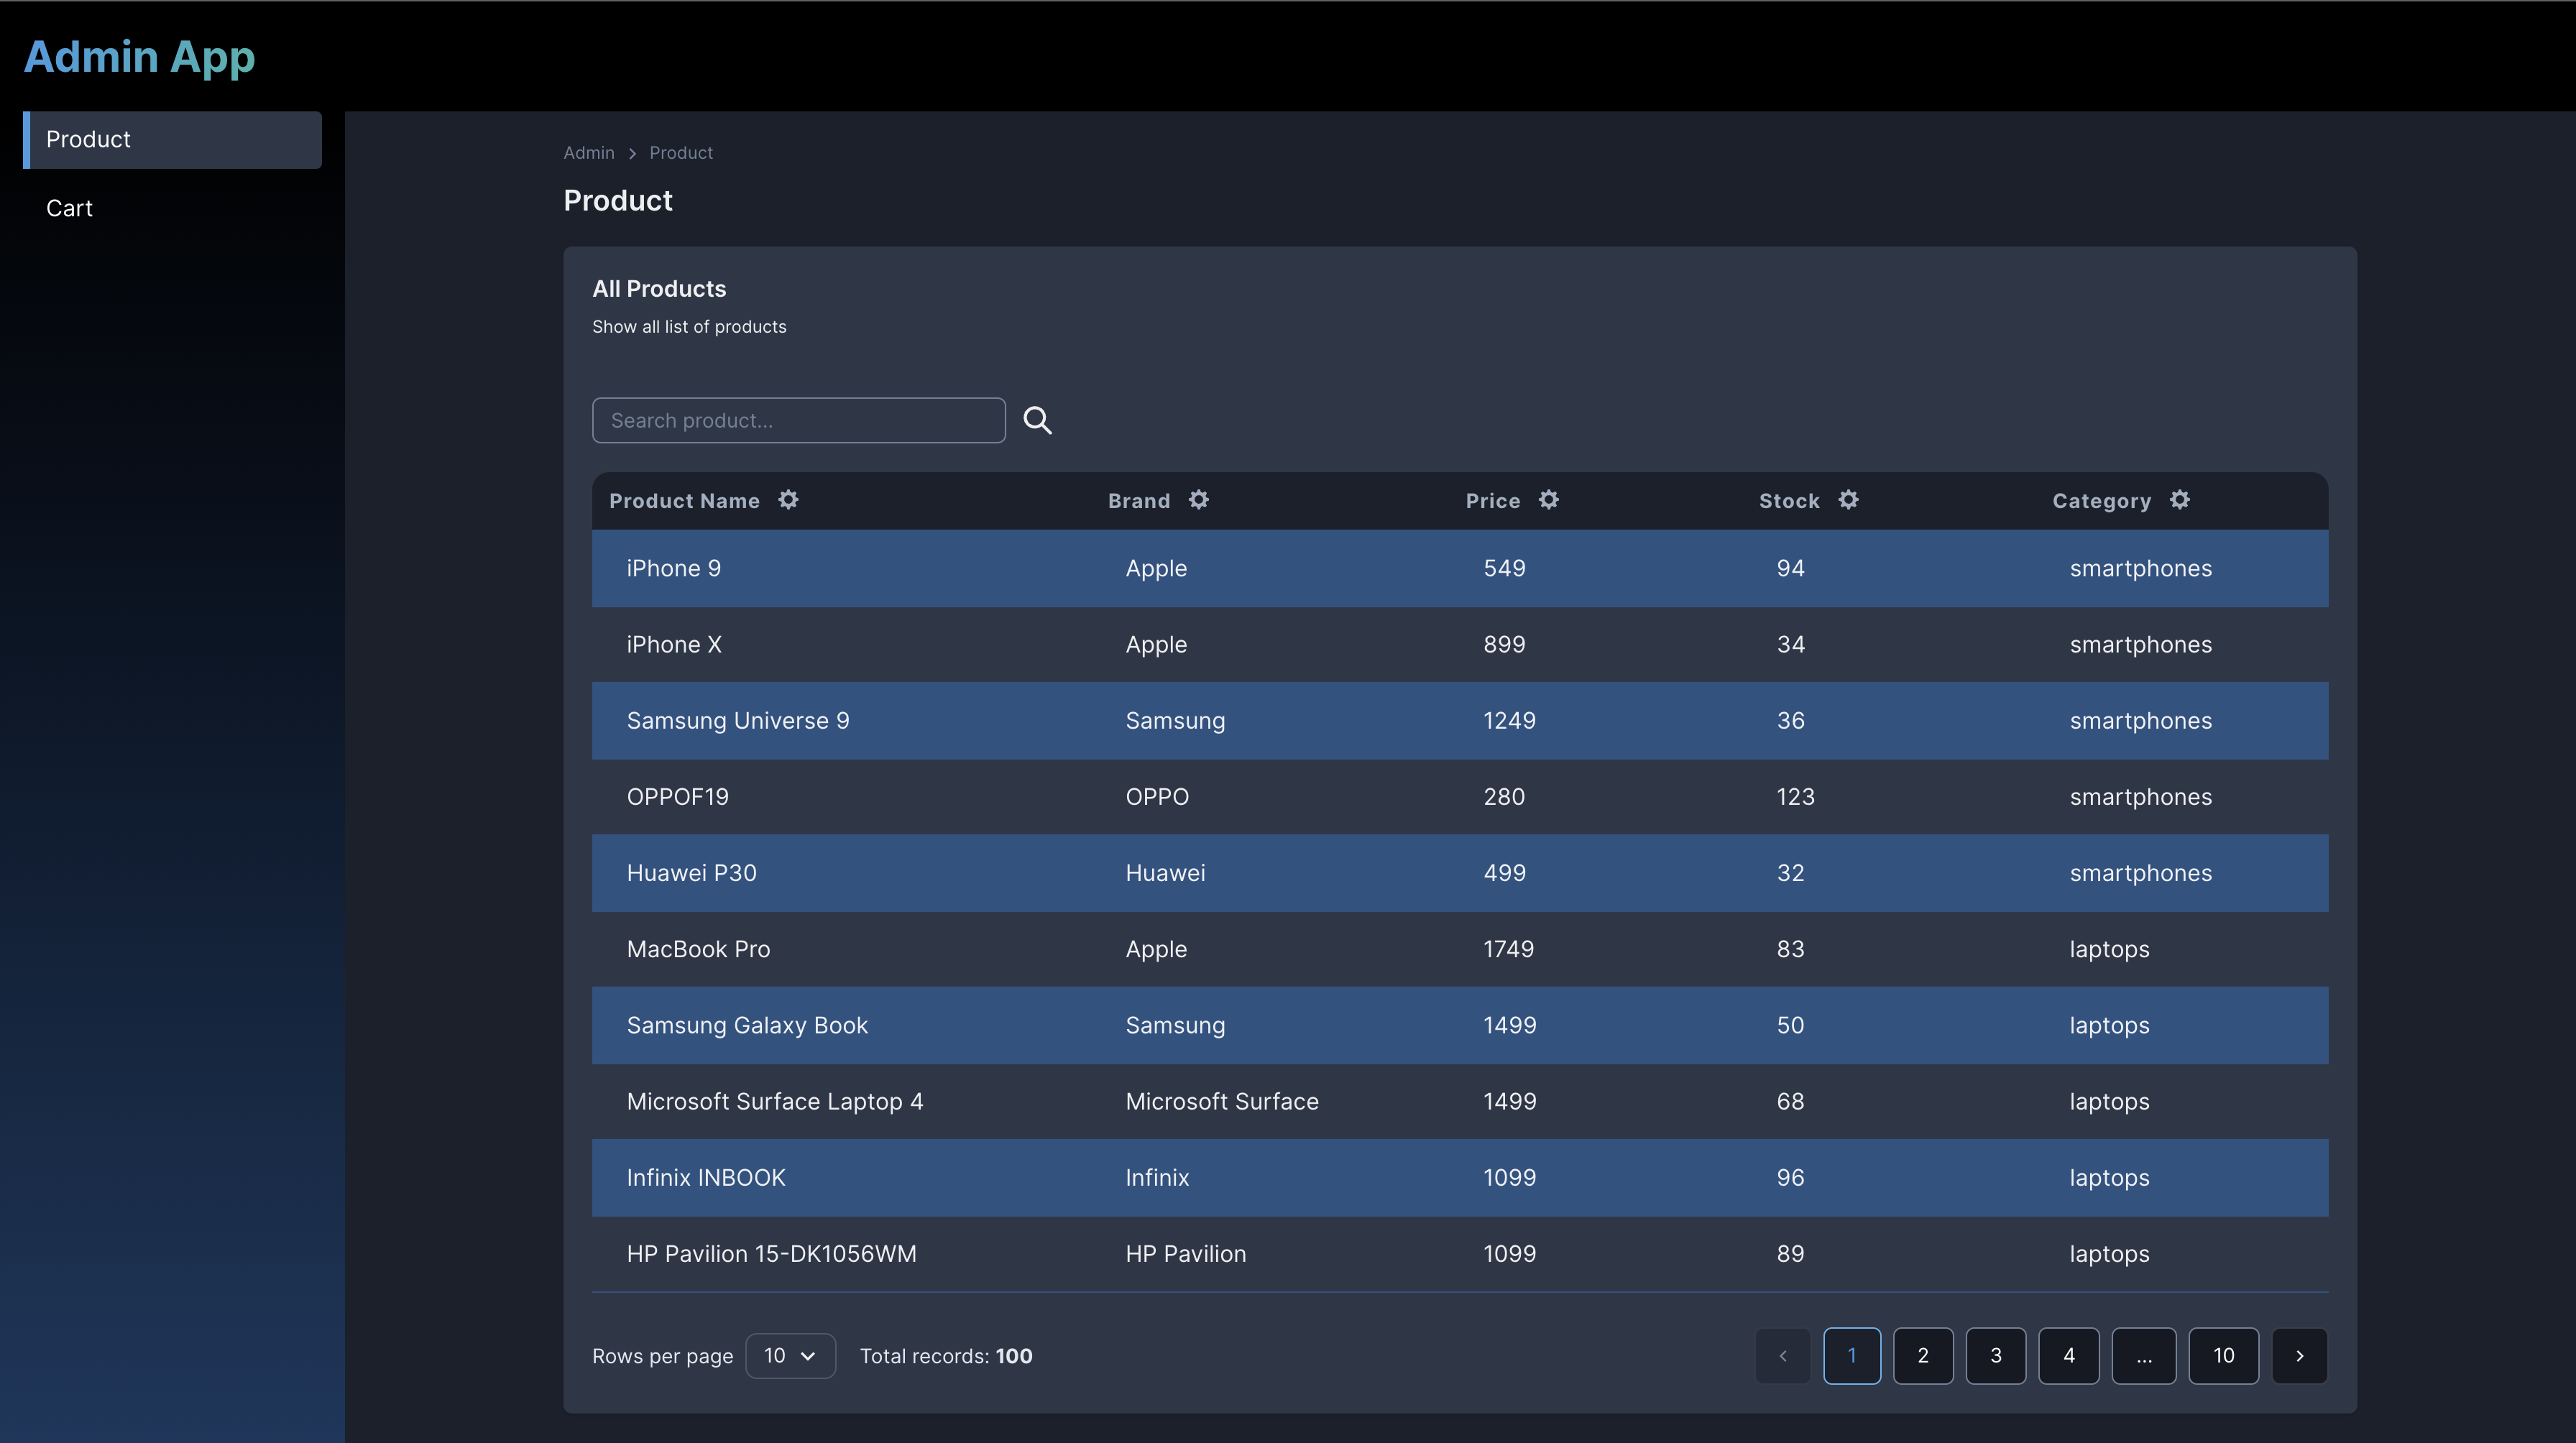 Admin App
Product
Cart
Admin > Product
Product
All Products
Show all list of products
Search product...
Product Name Brand Price Stock Category
iPhone 9 Apple 549 94 smartphones
iPhone X Apple 899 34 smartphones
Samsung Universe 9 Samsung 1249 36 smartphones
OPPOF19 OPPO 280 123 smartphones
Huawei P30 Huawei 499 32 smartphones
MacBook Pro Apple 1749 83 laptops
Samsung Galaxy Book Samsung 1499 50 laptops
Microsoft Surface Laptop 4 Microsoft Surface 1499 68 laptops
Infinix INBOOK Infinix 1099 96 laptops
HP Pavilion 15-DK1056WM HP Pavilion 1099 89 laptops
Rows per page 10 Total records: 100 < 1 2 3 4 ... 10 >